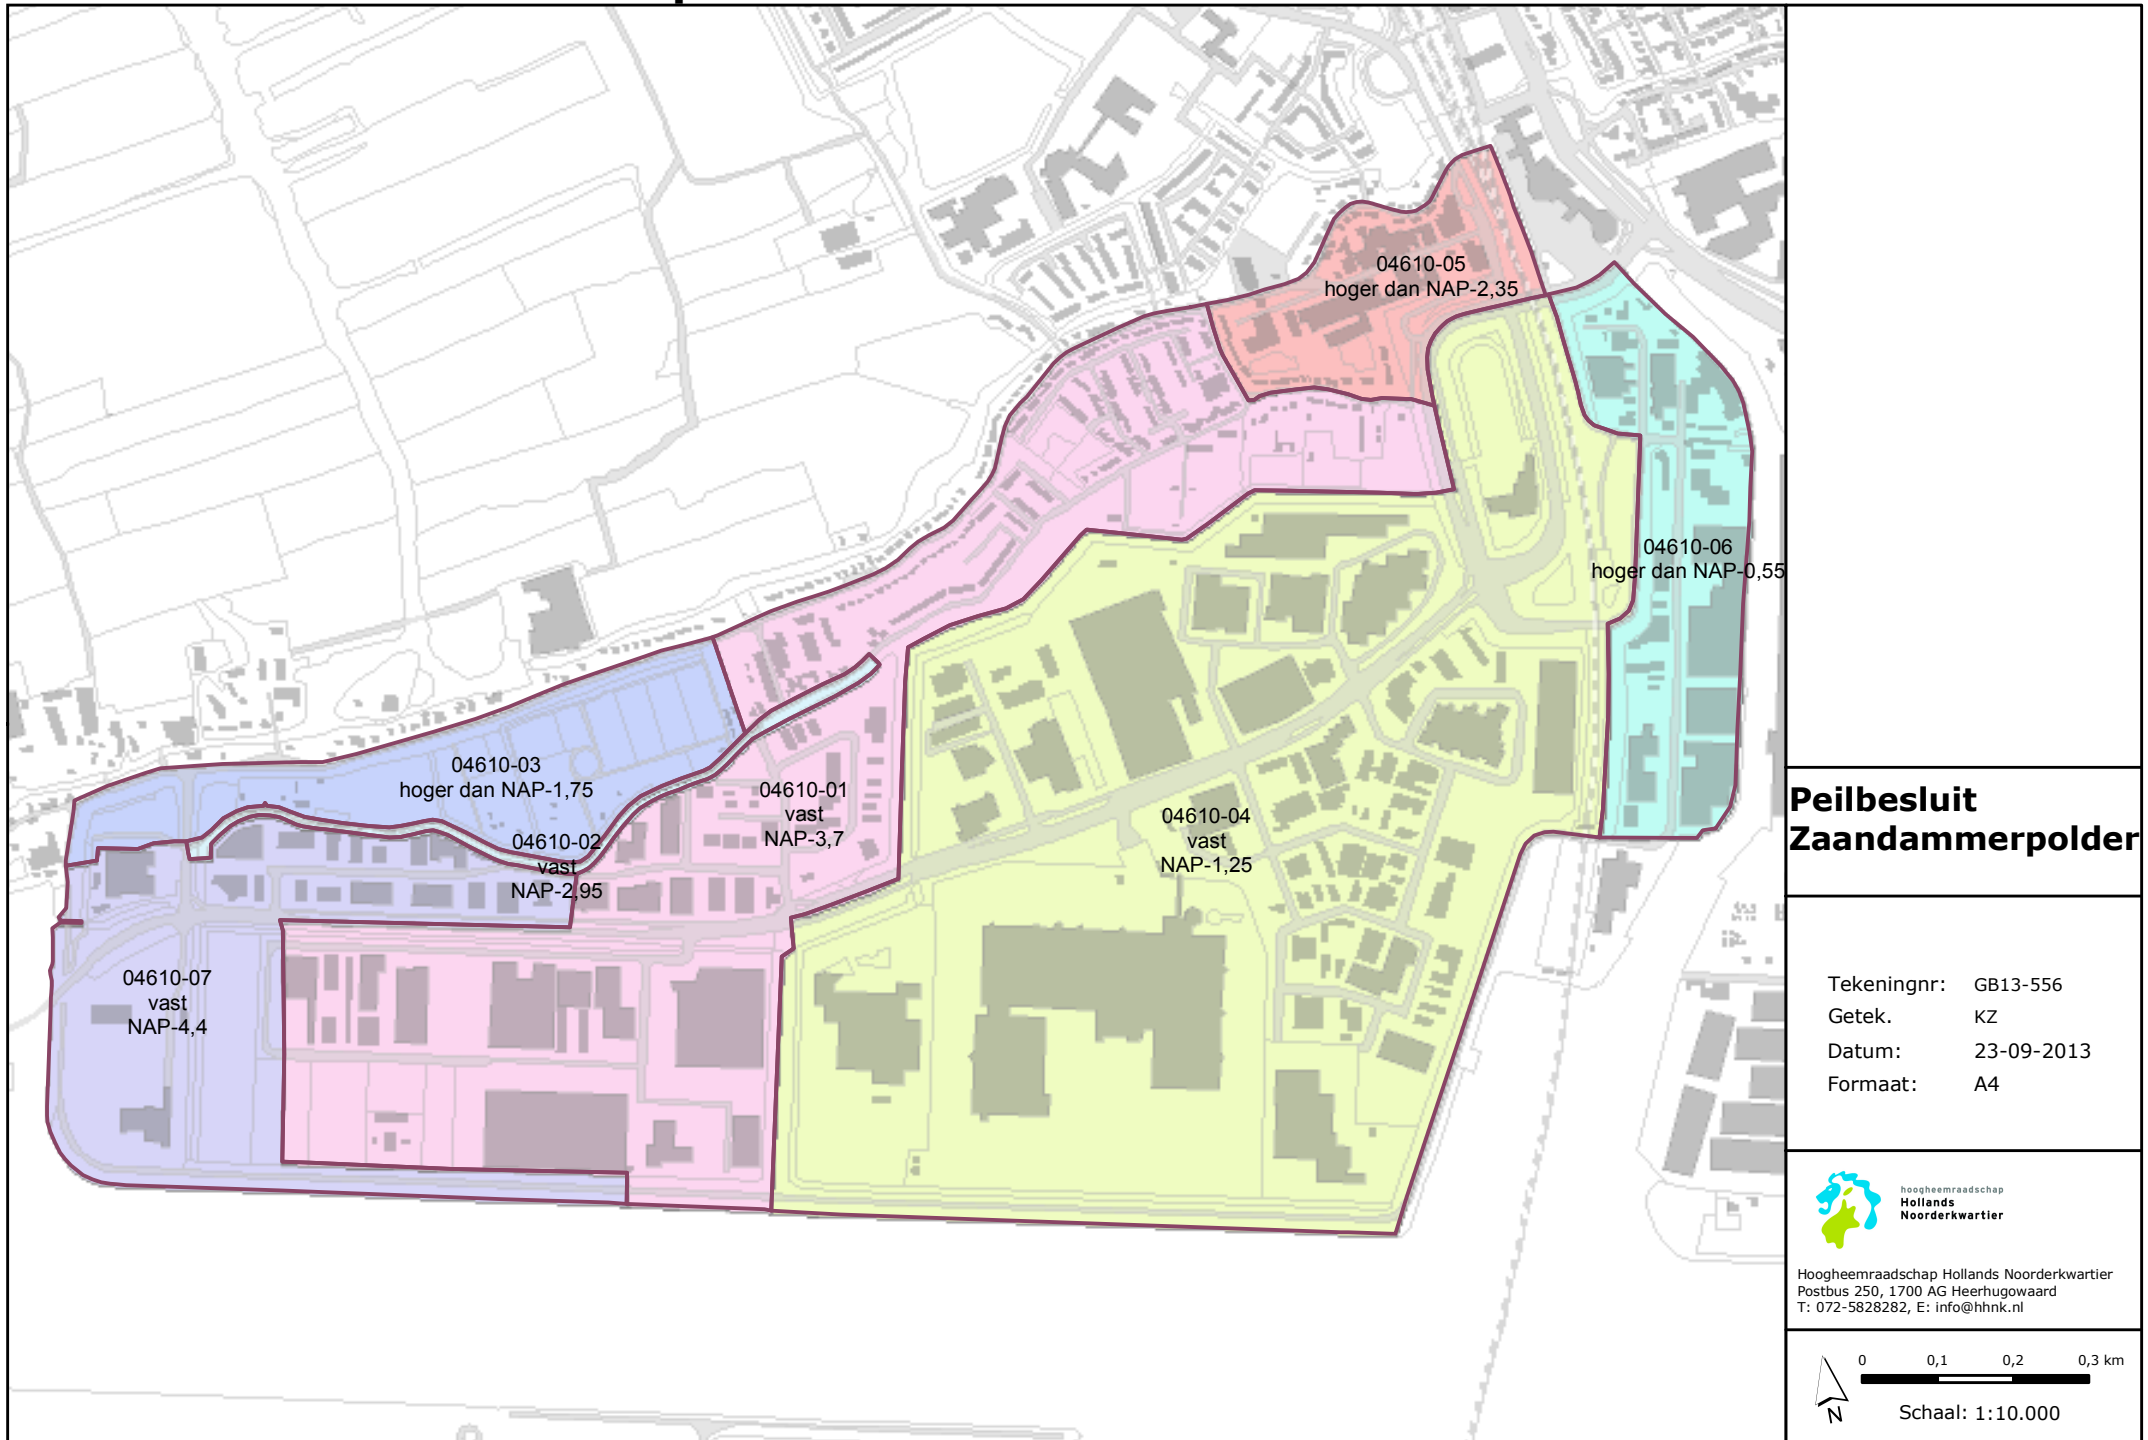 04610-05
hoger dan NAP-2,35
04610-06
hoger dan NAP-0,55
04610-03
hoger dan NAP-1,75
04610-01
vast
NAP-3,7
04610-02
vast
NAP-2,95
04610-04
vast
NAP-1,25
04610-07
vast
NAP-4,4
Peilbesluit
Zaandammerpolder
Tekeningnr: GB13-556
Getek. KZ
Datum: 23-09-2013
Formaat: A4
hoogheemraadschap
Hollands
Noorderkwartier
Hoogheemraadschap Hollands Noorderkwartier
Postbus 250, 1700 AG Heerhugowaard
T: 072-5828282, E: info@hhnk.nl
0 0,1 0,2 0,3 km
N
Schaal: 1:10.000